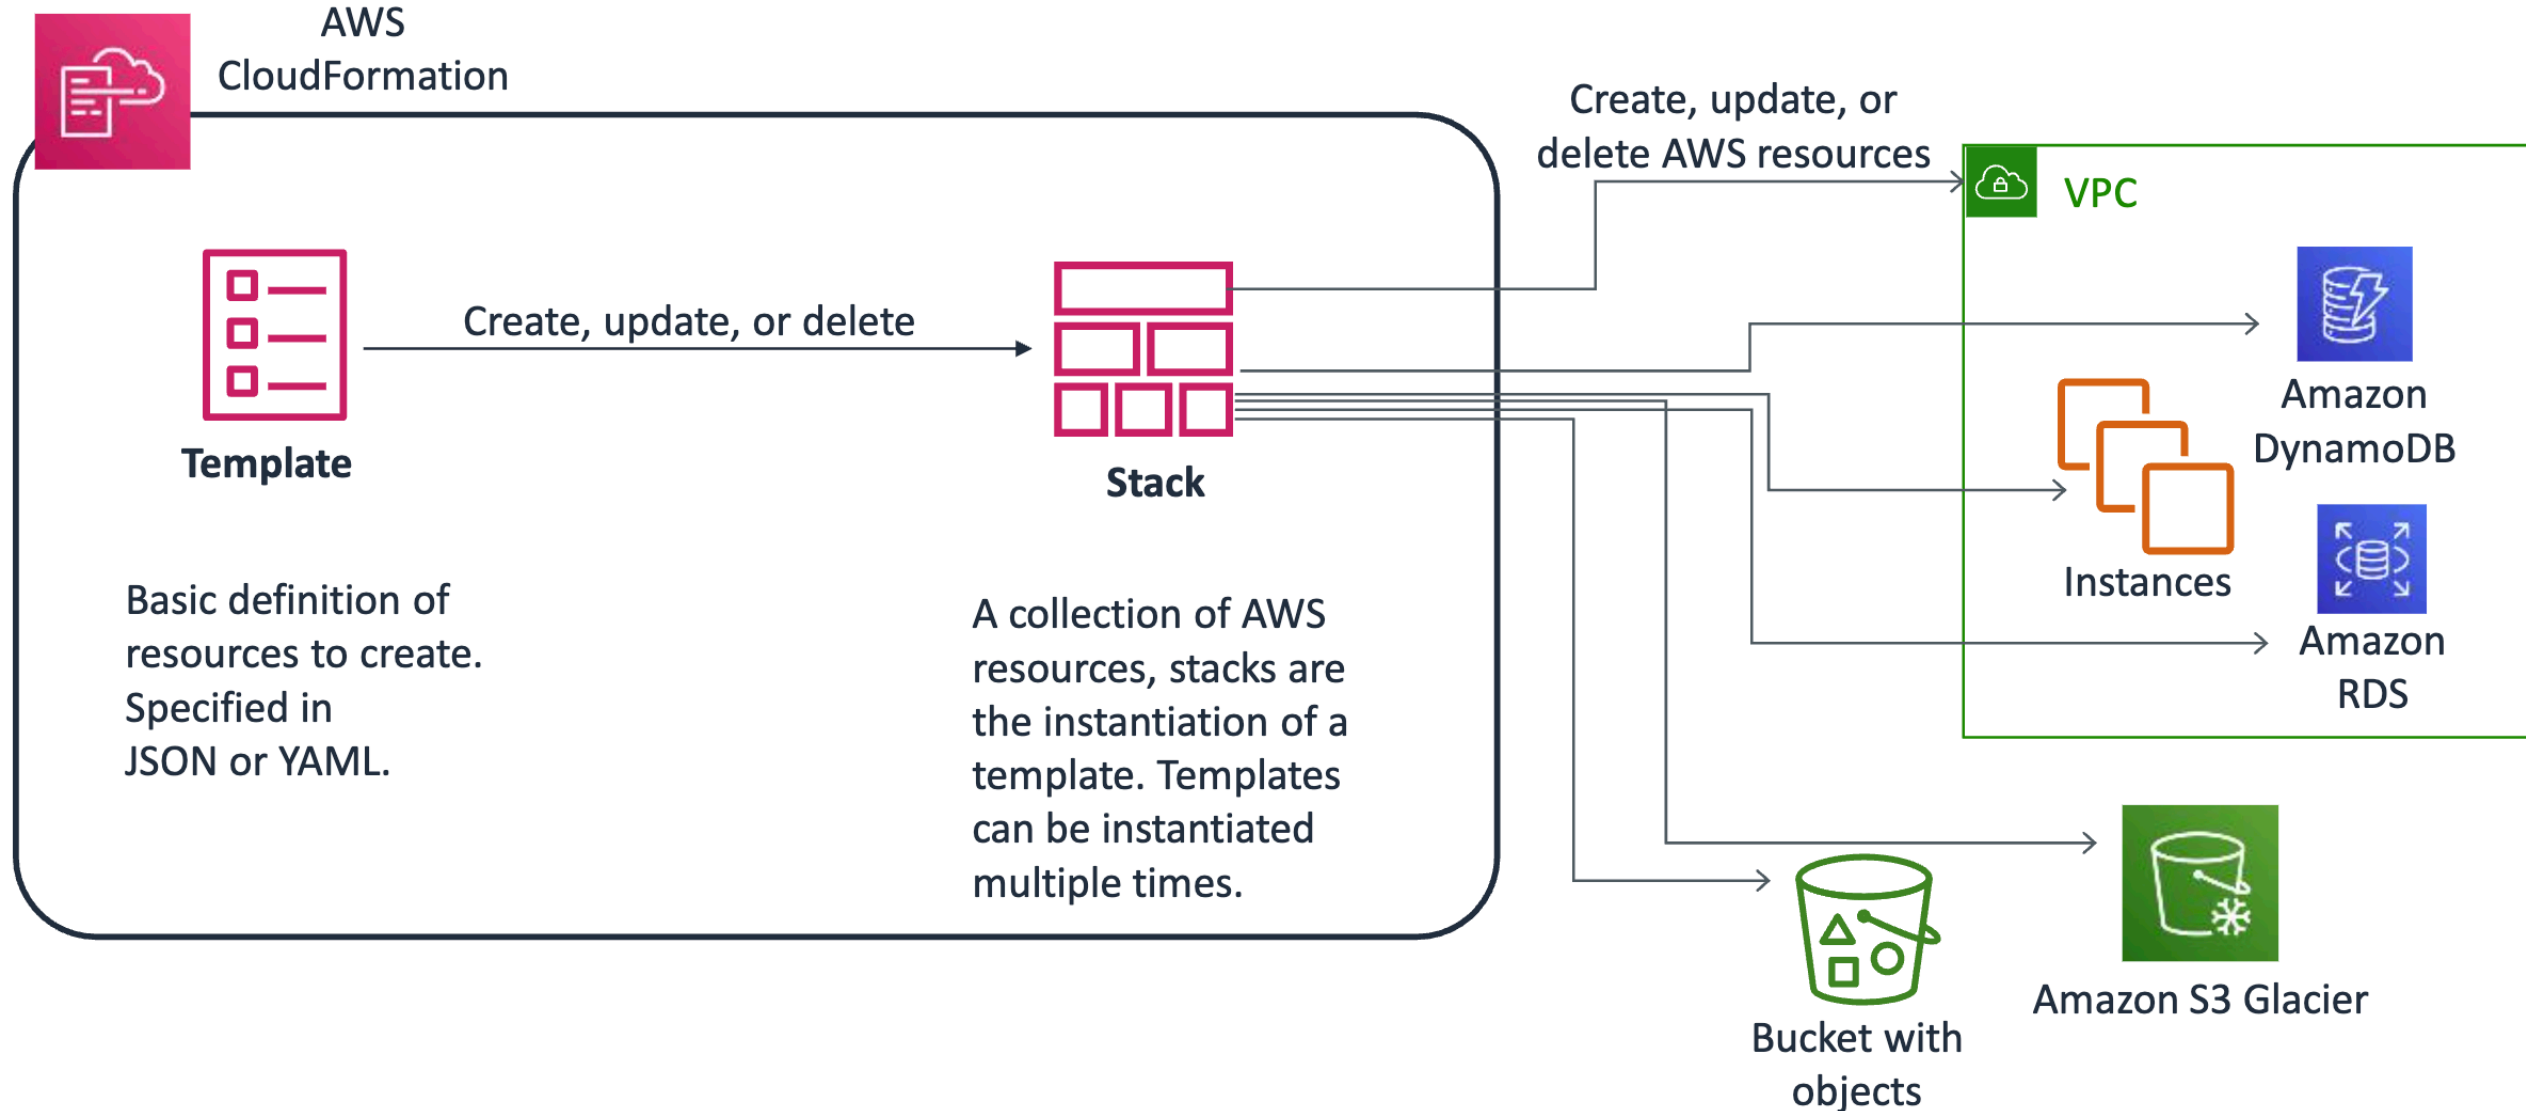 AWS
CloudFormation
Create, update, or
delete AWS resources
VPC
Create, update, or delete
Template
Stack
Amazon
DynamoDB
Instances
Amazon
RDS
Basic definition of
resources to create.
Specified in
JSON or YAML.
A collection of AWS
resources, stacks are
the instantiation of a
template. Templates
can be instantiated
multiple times.
Amazon S3 Glacier
Bucket with
objects